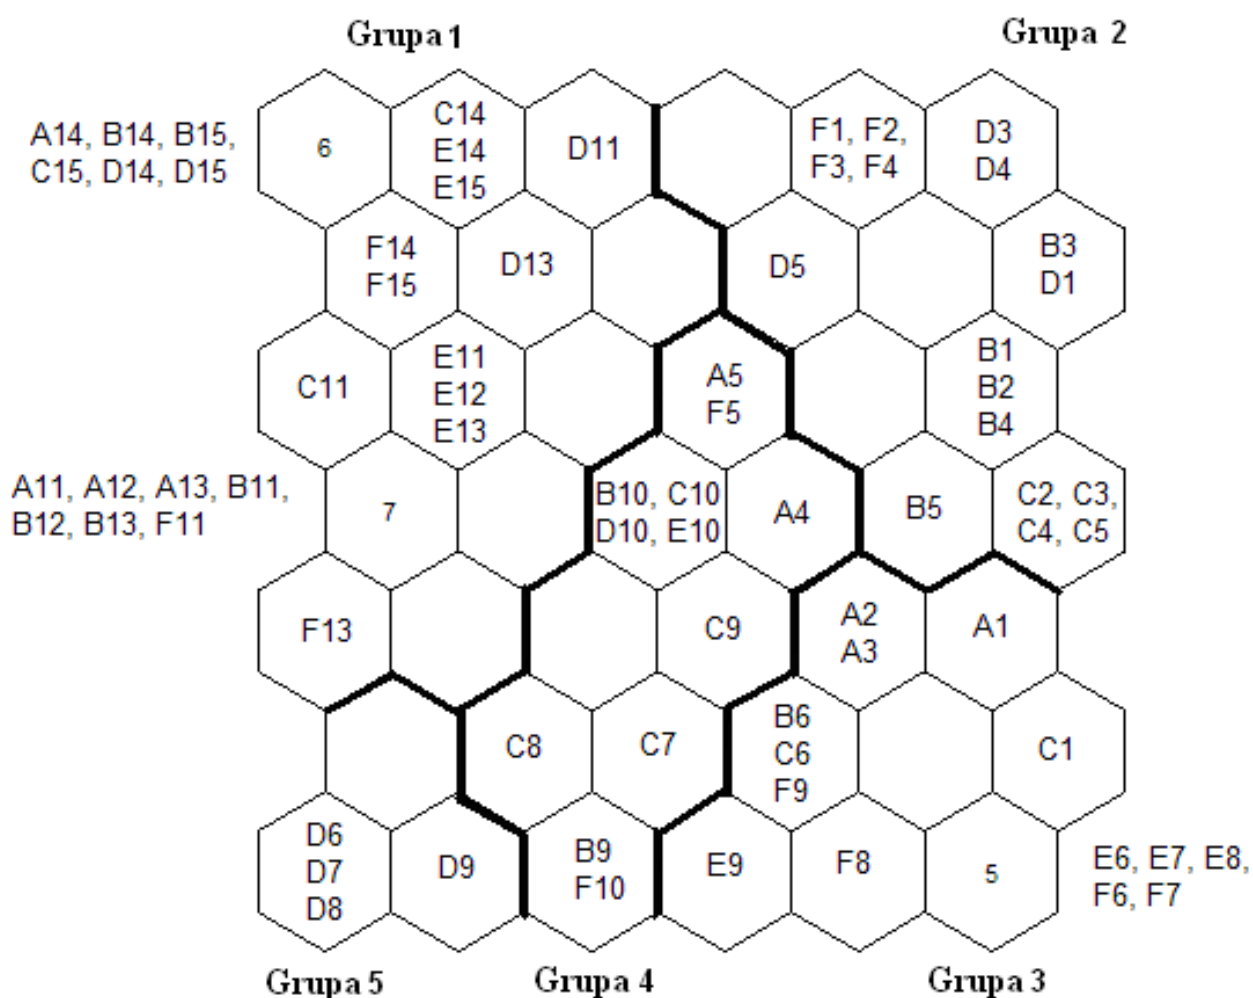 Grupa 1
Grupa 2
A14, B14, B15,
C15, D14, D15
6
C14
E14
E15
D11
F1, F2,
F3, F4
D3
D4
F14
F15
D13
D5
B3
D1
C11
E11
E12
E13
A5
F5
B1
B2
B4
A11, A12, A13, B11,
B12, B13, F11
7
B10, C10
D10, E10
A4
B5
C2, C3,
C4, C5
F13
C9
A2
A3
A1
C8
C7
B6
C6
F9
C1
D6
D7
D8
D9
B9
F10
E9
F8
5
E6, E7, E8,
F6, F7
Grupa 5
Grupa 4
Grupa 3